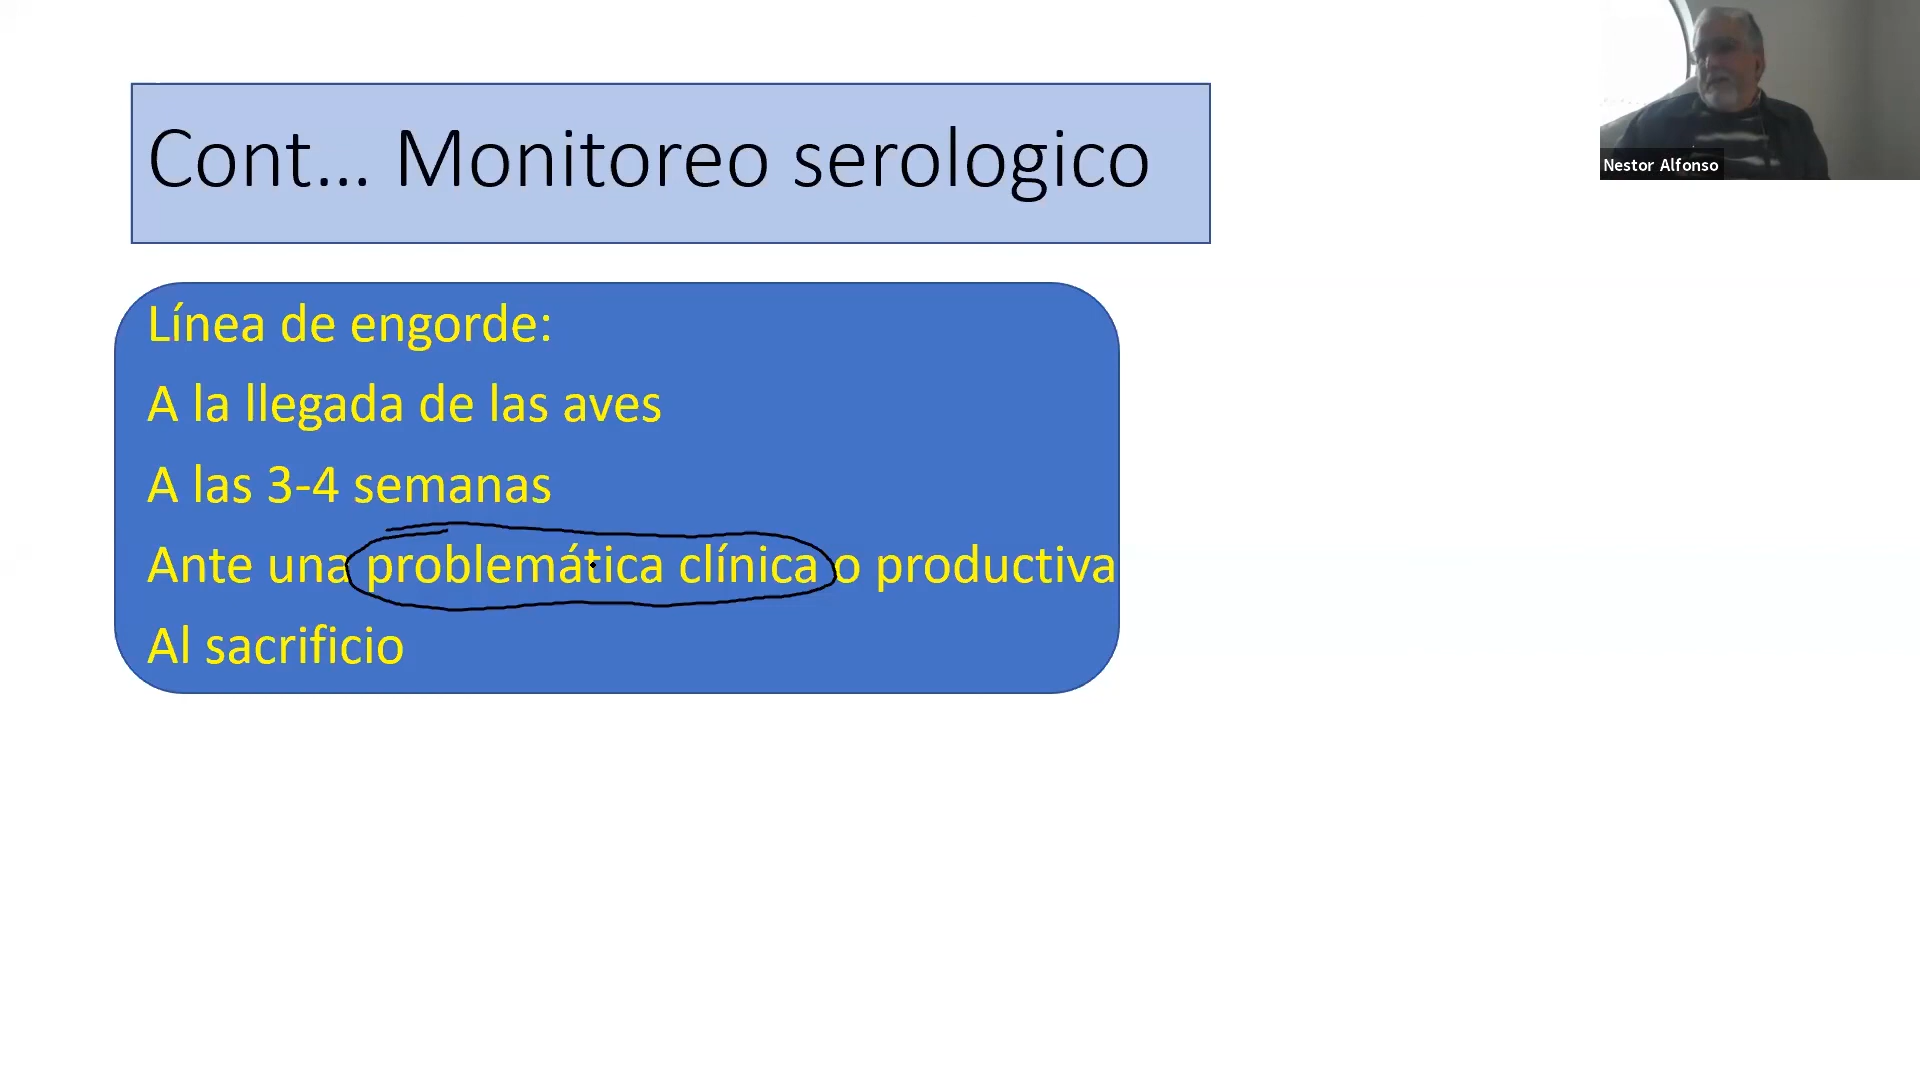 Cont... Monitoreo serologico
Nestor Alfonso
Línea de engorde:
A la llegada de las aves
A las 3-4 semanas
Ante una problemática clínica o productiva
Al sacrificio